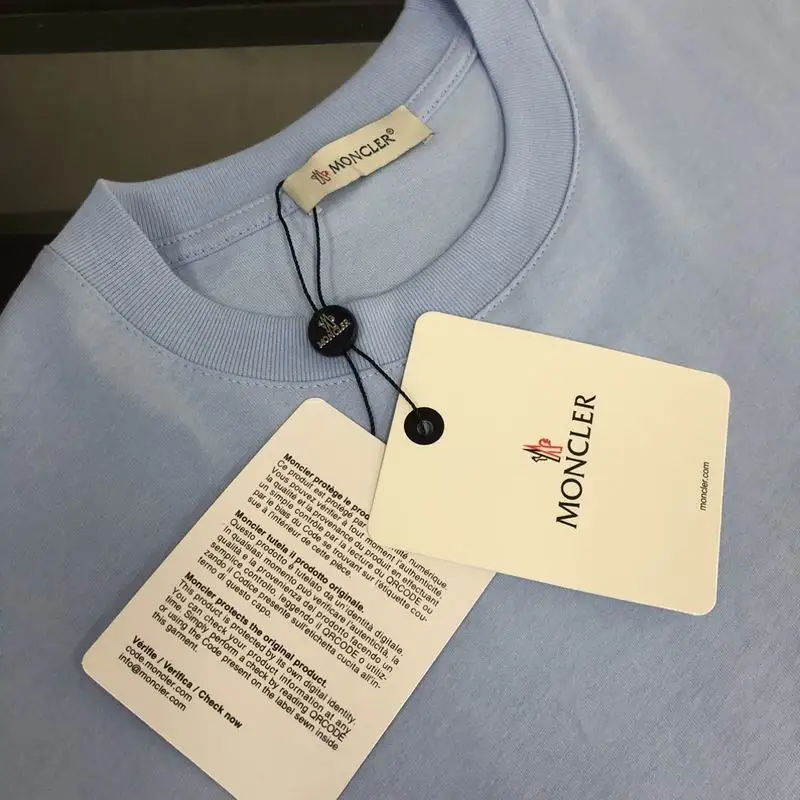 MONCLER®
MONCLER
MONCLER
moncler.com
Moncler protège le prod
Ce produit est protégé par
Vous pouvez vérifier à tout moment l'authenticité,
la qualité et la provenance du produit en effectuant
un simple contrôle par la lecture du QRCODE ou
par le biais du Code se trouvant sur l'étiquette cou-
sue à l'intérieur de cette pièce.
Moncler tutela il prodotto originale.
Questo prodotto è tutelato da un'identità digitale.
In qualsiasi momento può verificare l'autenticità, la
qualità e la provenienza del prodotto facendo un
semplice controllo, leggendo il QRCODE o utiliz-
zando il Codice presente sull'etichetta cucita all'in-
terno di questo capo.
Moncler protects the original product.
This product is protected by its own digital identity.
You can check your product information at any
time. Simply perform a check by reading QRCODE
or using the Code present on the label sewn inside
this garment.
Vérifie / Verifica / Check now
code.moncler.com
info@moncler.com